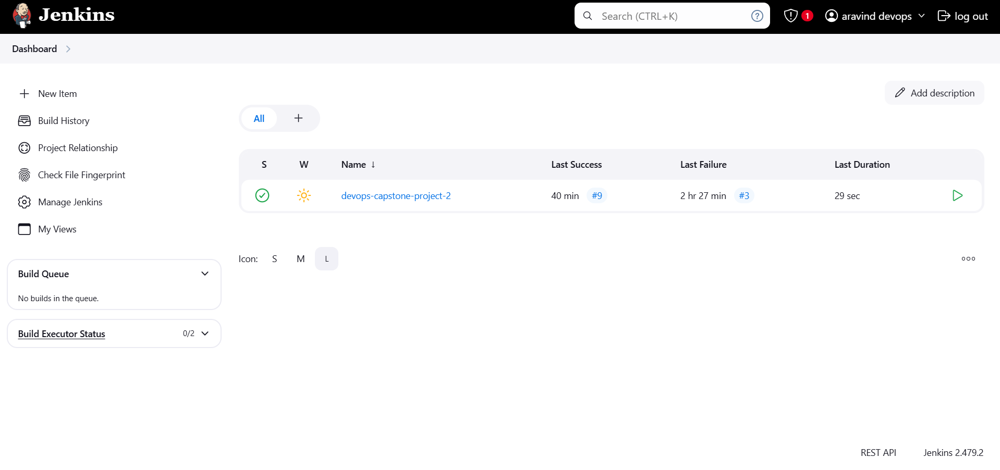 Jenkins
Search (CTRL+K)
?
1
aravind devops
log out
Dashboard
New Item
Build History
Project Relationship
Check File Fingerprint
Manage Jenkins
My Views
Build Queue
No builds in the queue.
Build Executor Status 0/2
Add description
All +
S W Name ↓ Last Success Last Failure Last Duration
devops-capstone-project-2 40 min #9 2 hr 27 min #3 29 sec
Icon: S M L
REST API Jenkins 2.479.2